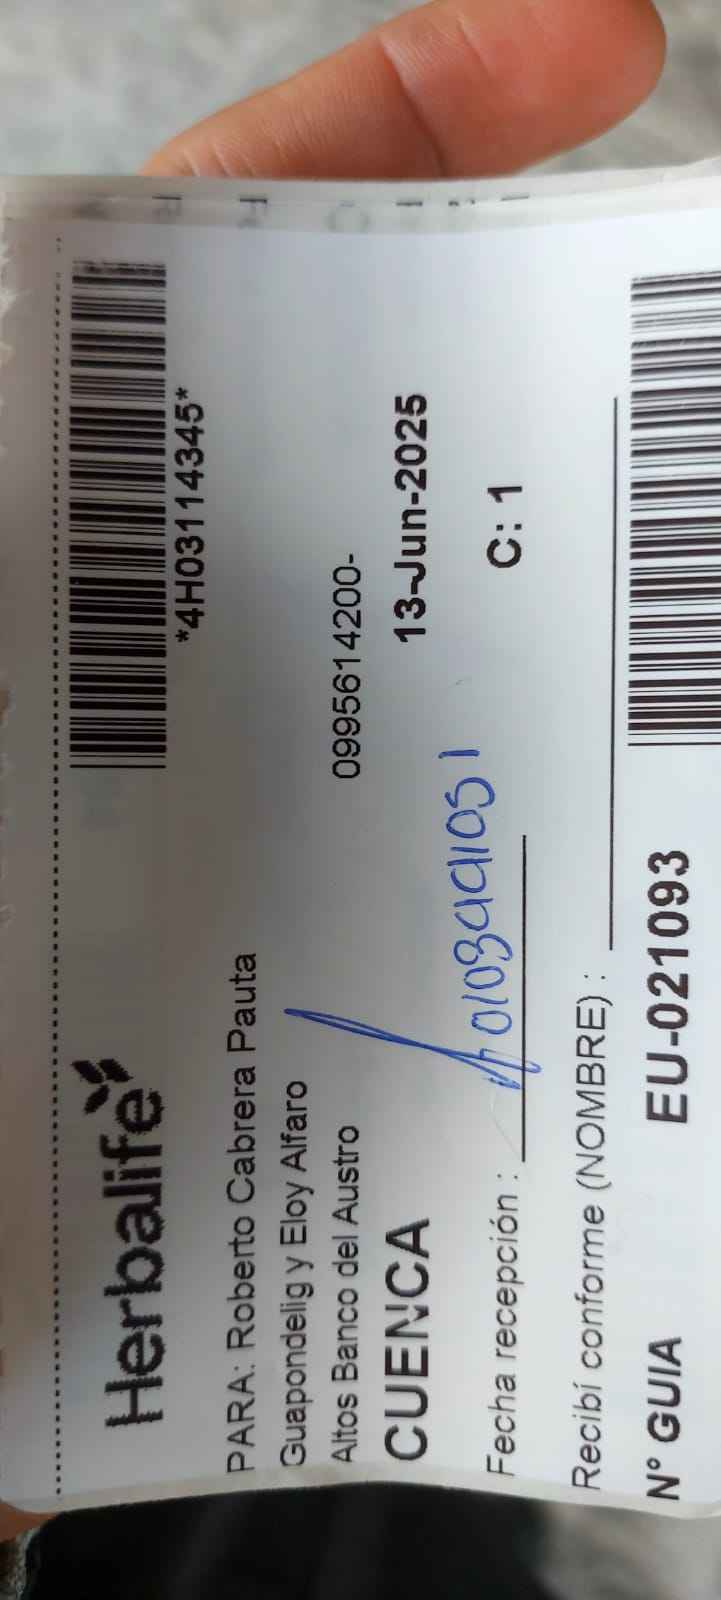 Herbalife
*4H03114345*
PARA: Roberto Cabrera Pauta
Guapondelig y Eloy Alfaro
Altos Banco del Austro
0995614200-
CUENCA
13-Jun-2025
Fecha recepción :
C: 1
Recibí conforme (NOMBRE) :
Nº GUIA
EU-021093